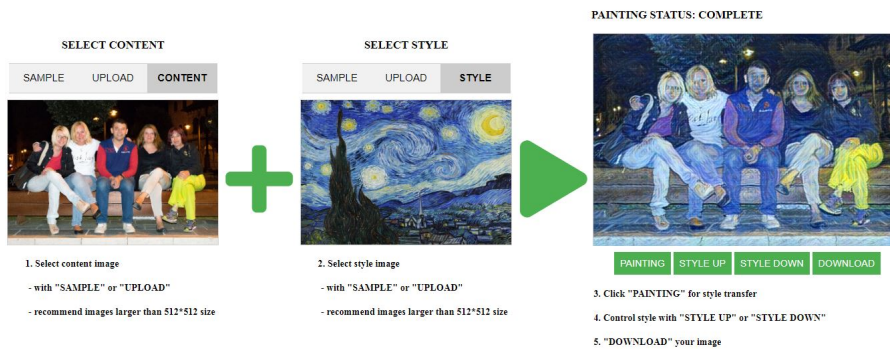 SELECT CONTENT
SAMPLE UPLOAD CONTENT
1. Select content image
- with "SAMPLE" or "UPLOAD"
- recommend images larger than 512*512 size
SELECT STYLE
SAMPLE UPLOAD STYLE
2. Select style image
- with "SAMPLE" or "UPLOAD"
- recommend images larger than 512*512 size
PAINTING STATUS: COMPLETE
PAINTING STYLE UP STYLE DOWN DOWNLOAD
3. Click "PAINTING" for style transfer
4. Control style with "STYLE UP" or "STYLE DOWN"
5. "DOWNLOAD" your image